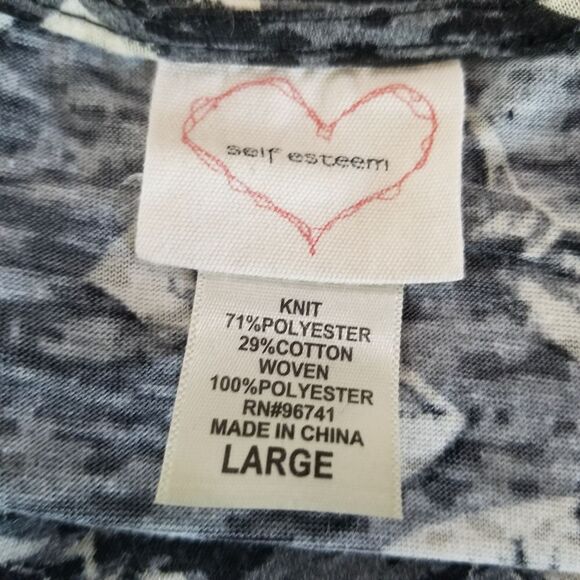 self esteem
KNIT
71%POLYESTER
29%COTTON
WOVEN
100%POLYESTER
RN#96741
MADE IN CHINA
LARGE